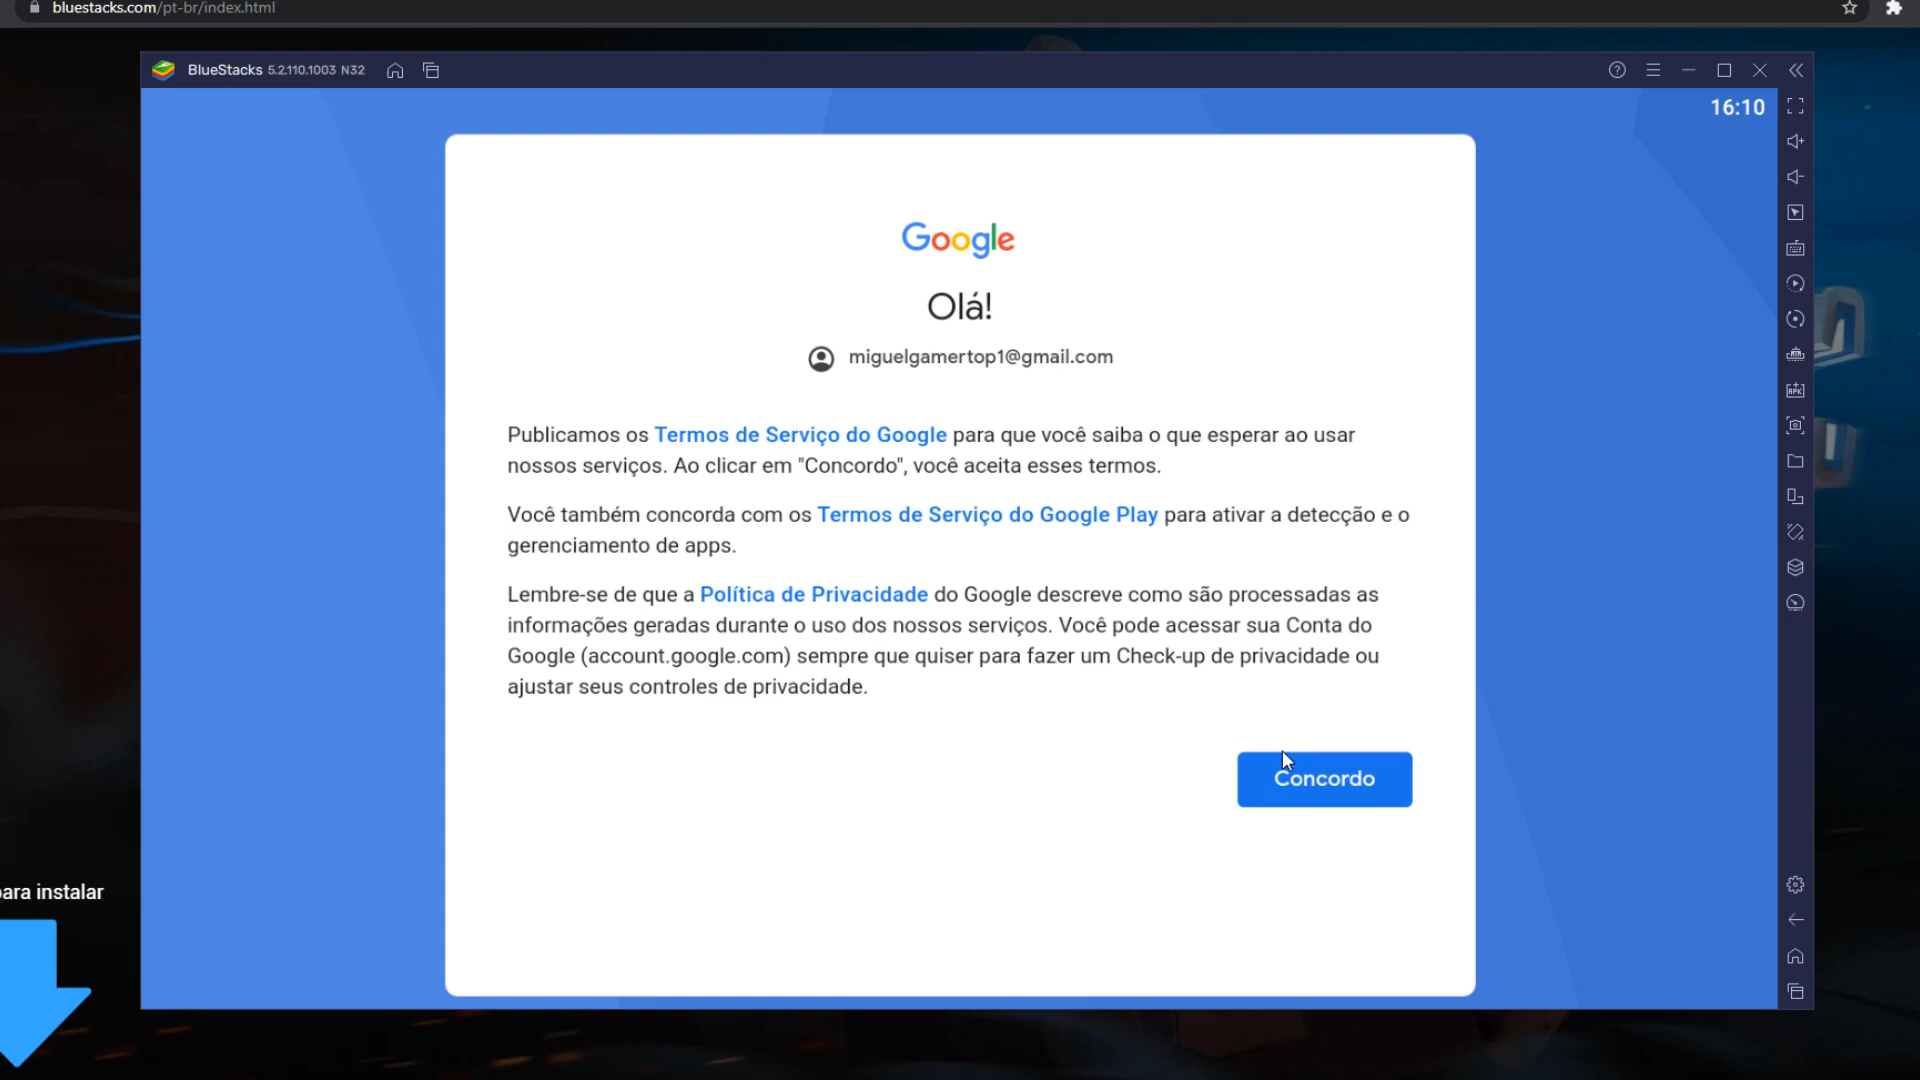 bluestacks.com/pt-br/index.html
BlueStacks 5.2.110.1003 N32
16:10
Google
Olá!
miguelgamertop1@gmail.com
Publicamos os Termos de Serviço do Google para que você saiba o que esperar ao usar
nossos serviços. Ao clicar em "Concordo", você aceita esses termos.
Você também concorda com os Termos de Serviço do Google Play para ativar a detecção e o
gerenciamento de apps.
Lembre-se de que a Política de Privacidade do Google descreve como são processadas as
informações geradas durante o uso dos nossos serviços. Você pode acessar sua Conta do
Google (account.google.com) sempre que quiser para fazer um Check-up de privacidade ou
ajustar seus controles de privacidade.
Concordo
para instalar